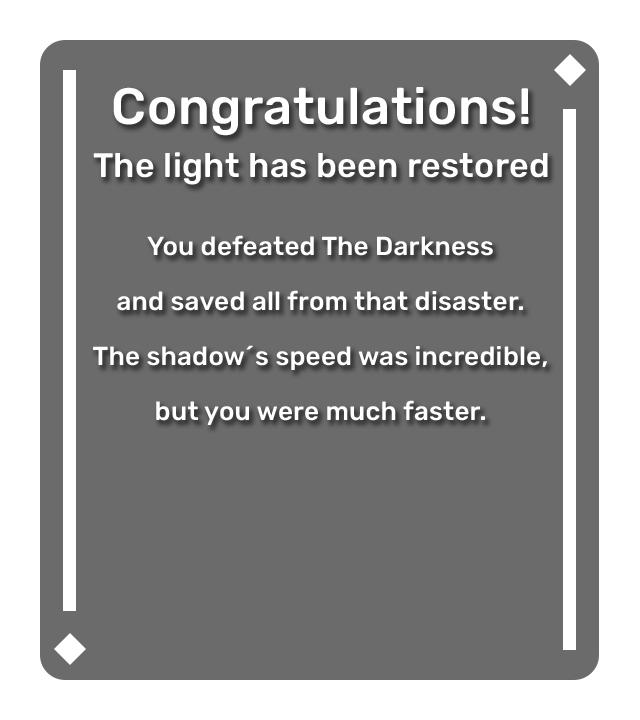 Congratulations!
The light has been restored
You defeated The Darkness
and saved all from that disaster.
The shadow´s speed was incredible,
but you were much faster.